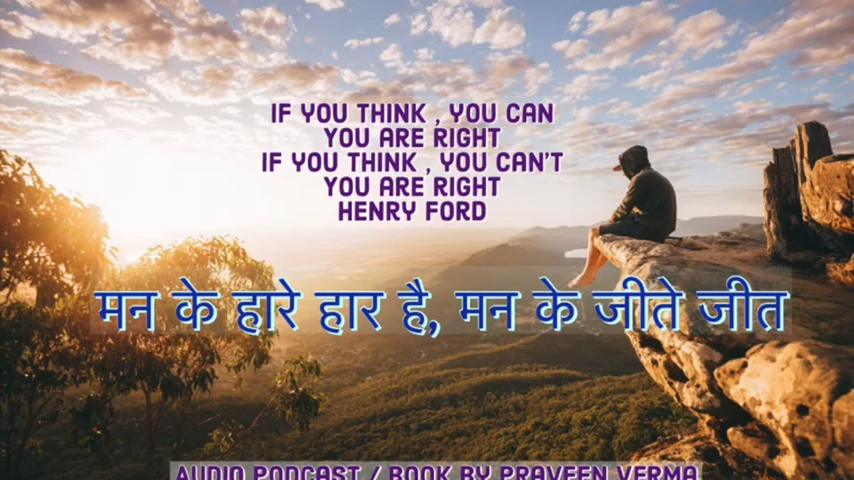 IF YOU THINK , YOU CAN
YOU ARE RIGHT
IF YOU THINK , YOU CAN'T
YOU ARE RIGHT
HENRY FORD
मन के हारे हार है, मन के जीते जीत
AUDIO PODCAST / BOOK BY PRAVEEN VERMA